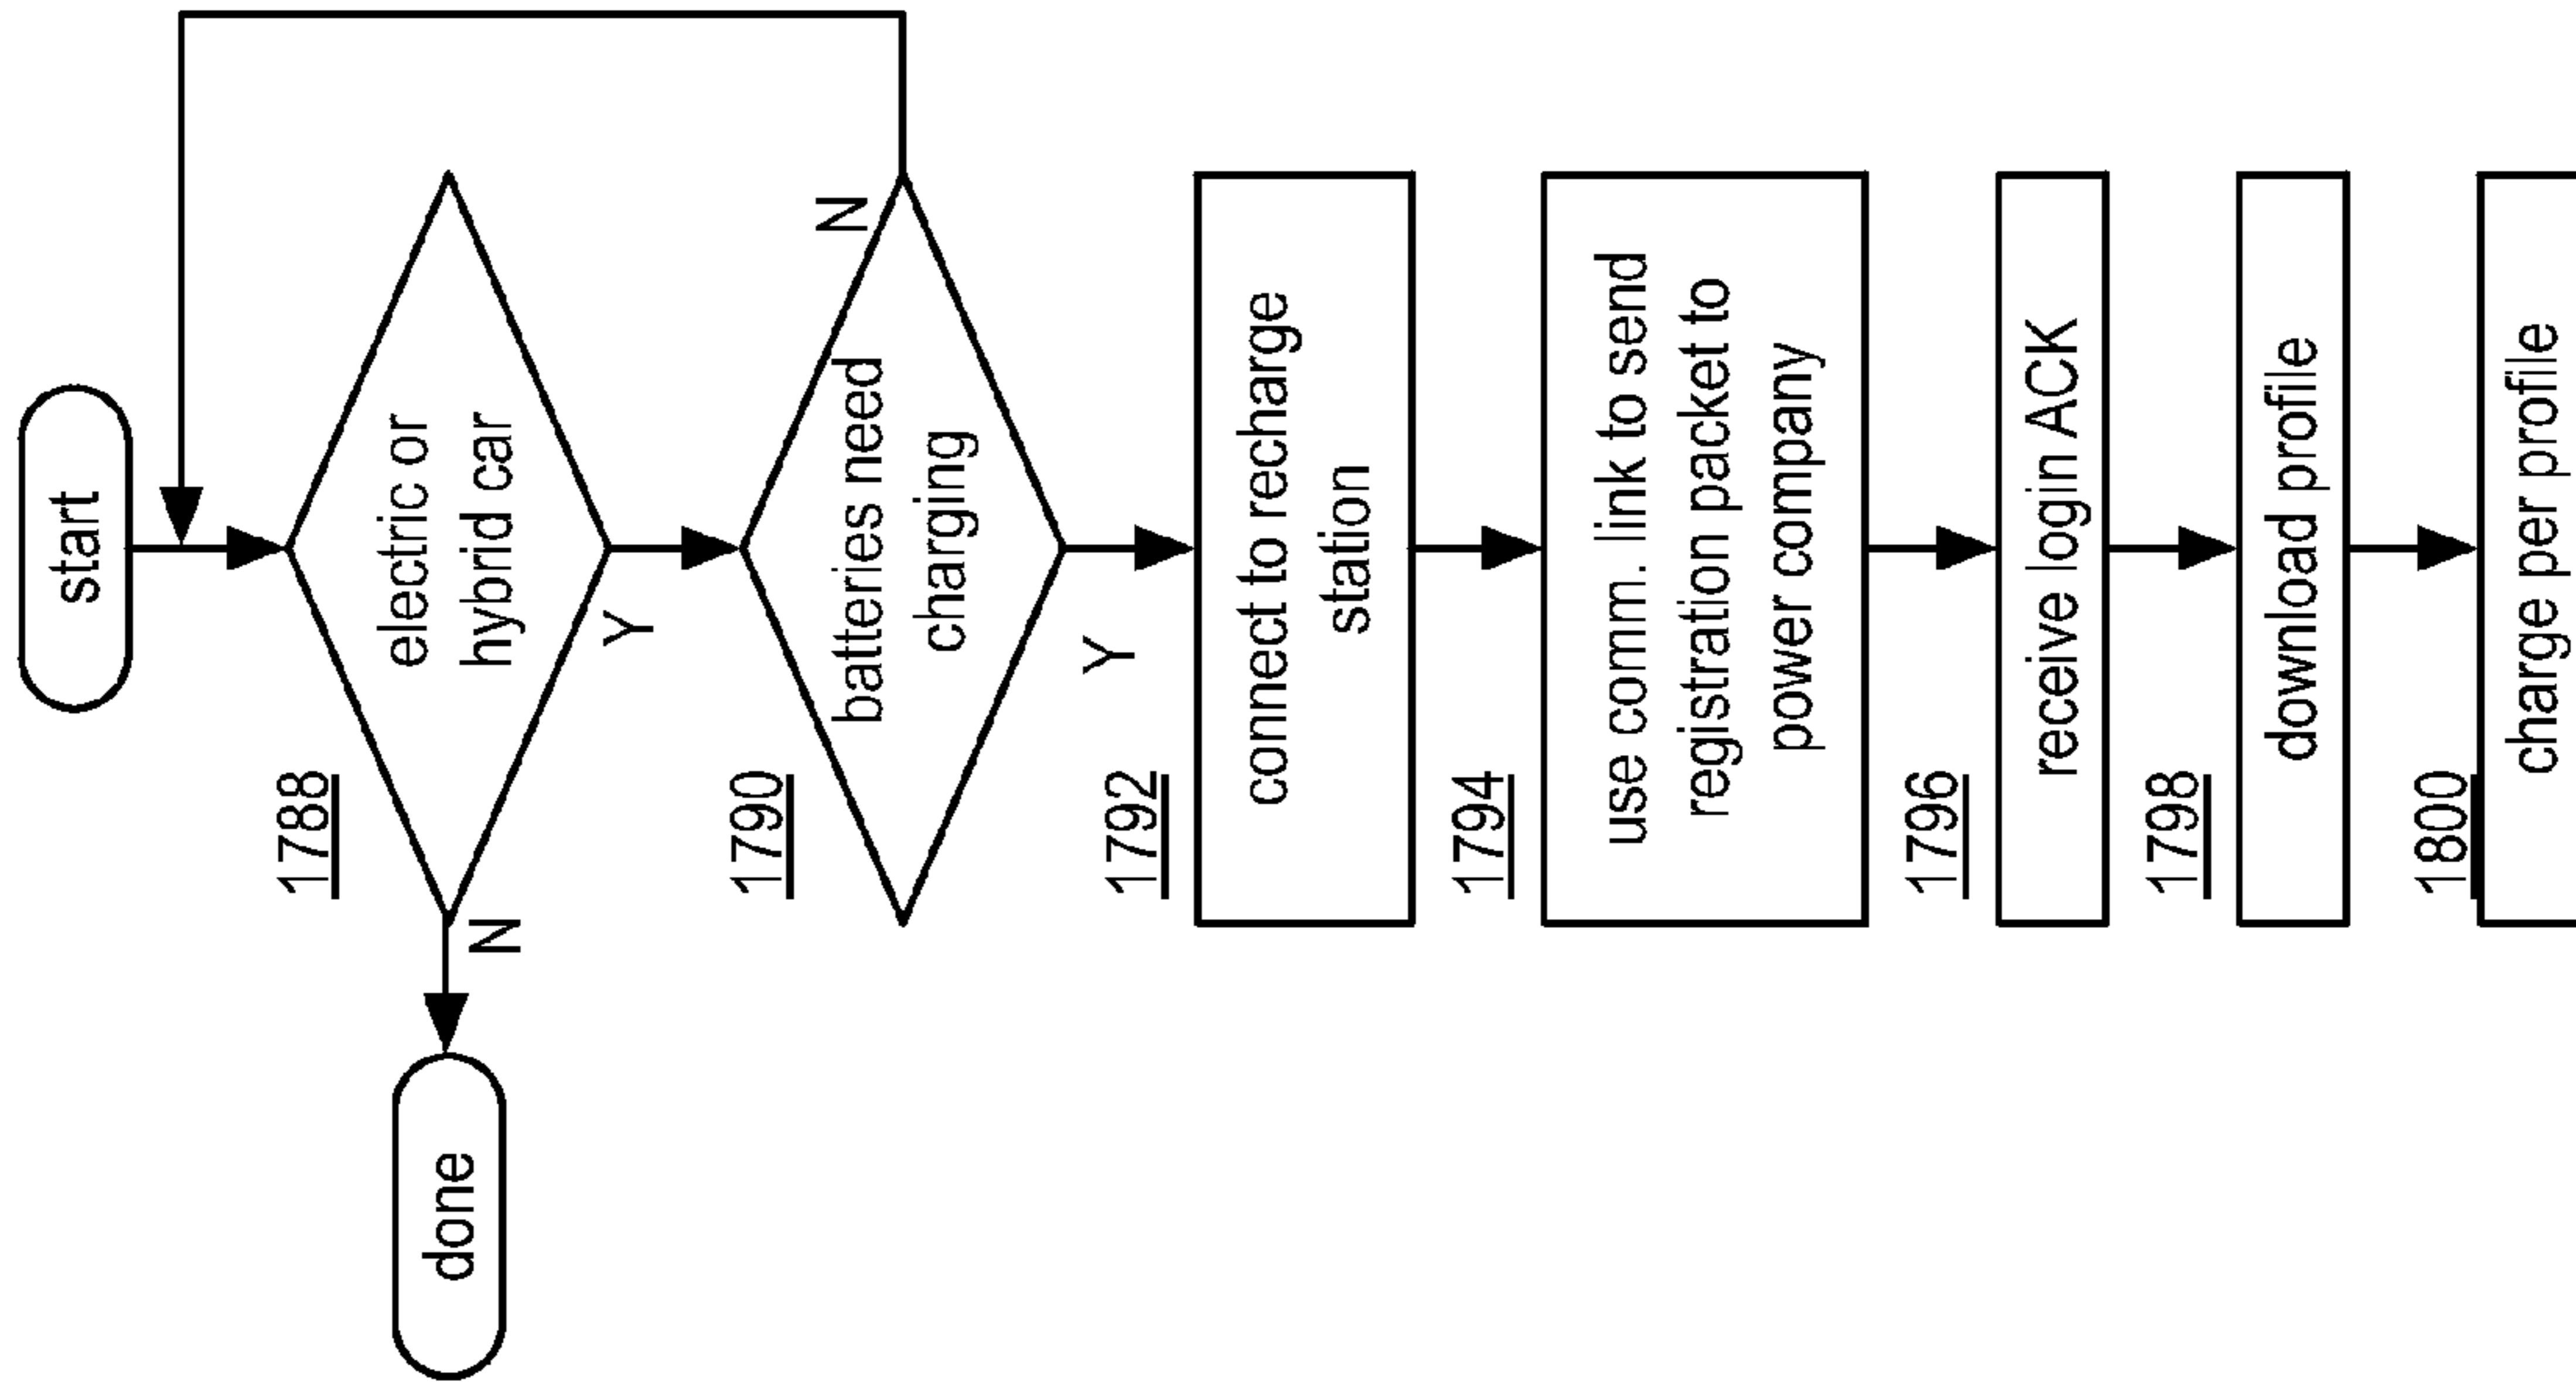 start
1788
electric or
hybrid car
N
done
Y
1790
batteries need
charging
N
Y
1792
connect to recharge
station
1794
use comm. link to send
registration packet to
power company
1796
receive login ACK
1798
download profile
1800
charge per profile